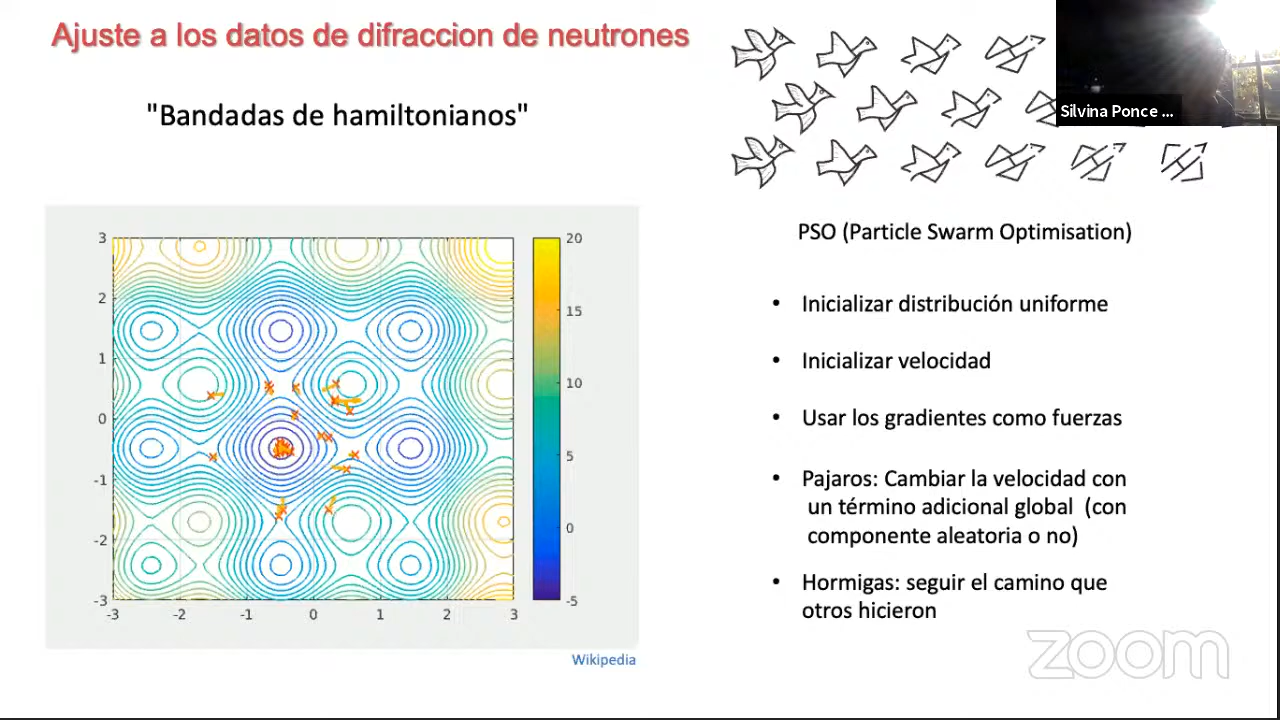 Ajuste a los datos de difraccion de neutrones
"Bandadas de hamiltonianos"
Silvina Ponce ...
PSO (Particle Swarm Optimisation)
• Inicializar distribución uniforme
• Inicializar velocidad
• Usar los gradientes como fuerzas
• Pajaros: Cambiar la velocidad con
un término adicional global (con
componente aleatoria o no)
• Hormigas: seguir el camino que
otros hicieron
3
2
1
0
-1
-2
-3
-3 -2 -1 0 1 2 3
20
15
10
5
0
-5
Wikipedia
zoom